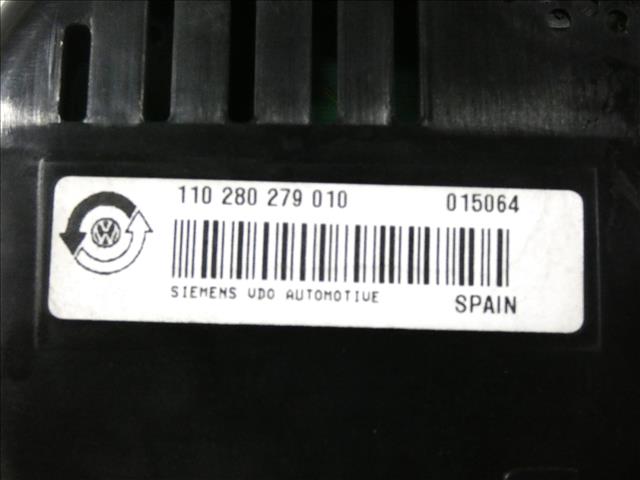 110 280 279 010 015064
SIEMENS VDO AUTOMOTIVE SPAIN